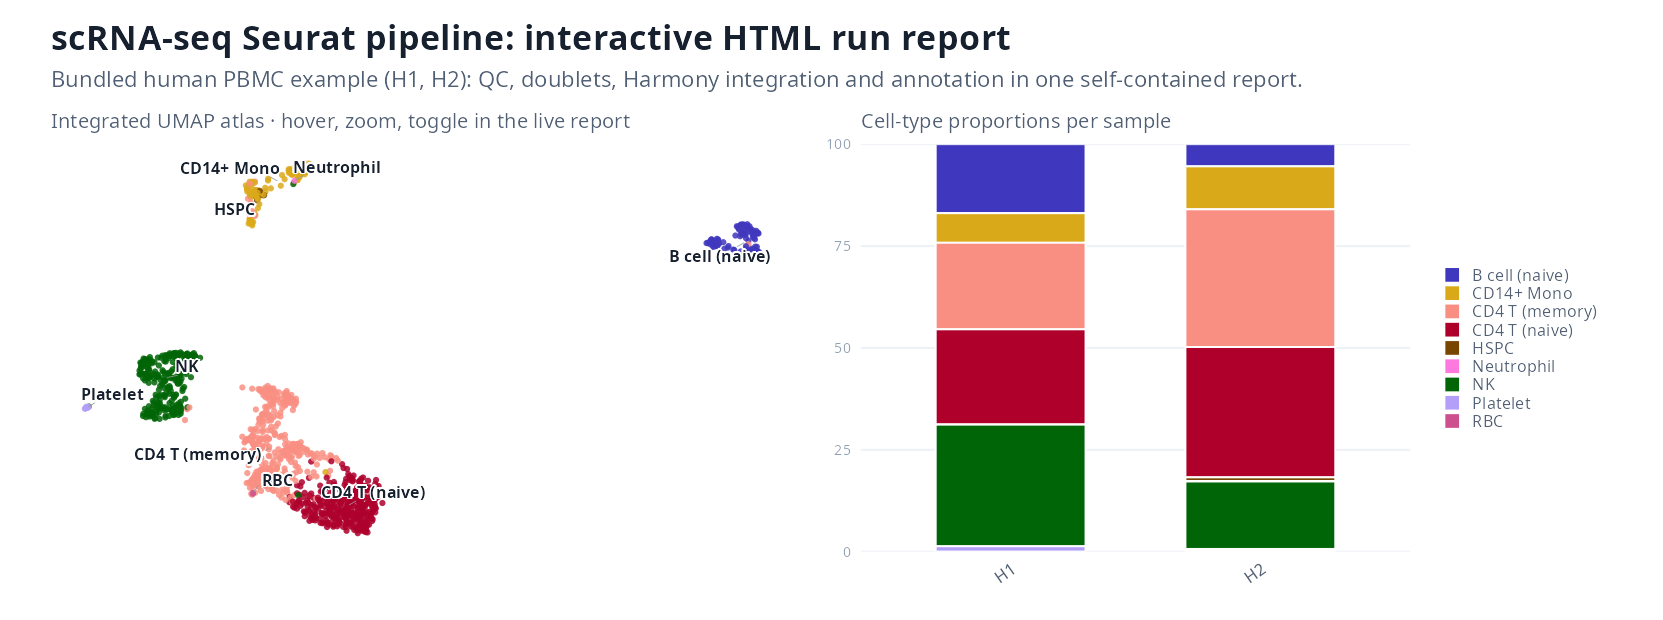 scRNA-seq Seurat pipeline: interactive HTML run report
Bundled human PBMC example (H1, H2): QC, doublets, Harmony integration and annotation in one self-contained report.
Integrated UMAP atlas · hover, zoom, toggle in the live report
CD14+ Mono
Neutrophil
HSPC
B cell (naive)
NK
Platelet
CD4 T (memory)
RBC
CD4 T (naive)
Cell-type proportions per sample
100
75
50
25
0
H1
H2
B cell (naive)
CD14+ Mono
CD4 T (memory)
CD4 T (naive)
HSPC
Neutrophil
NK
Platelet
RBC